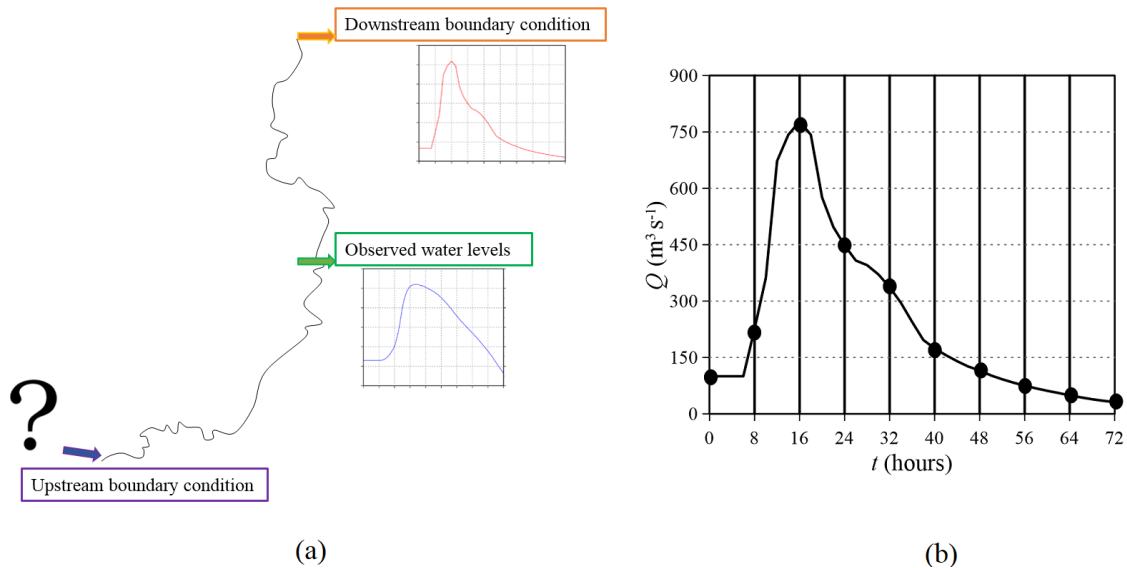 Downstream boundary condition
Observed water levels
?
Upstream boundary condition
(a)
Q (m³ s⁻¹)
900
750
600
450
300
150
0
0 8 16 24 32 40 48 56 64 72
t (hours)
(b)